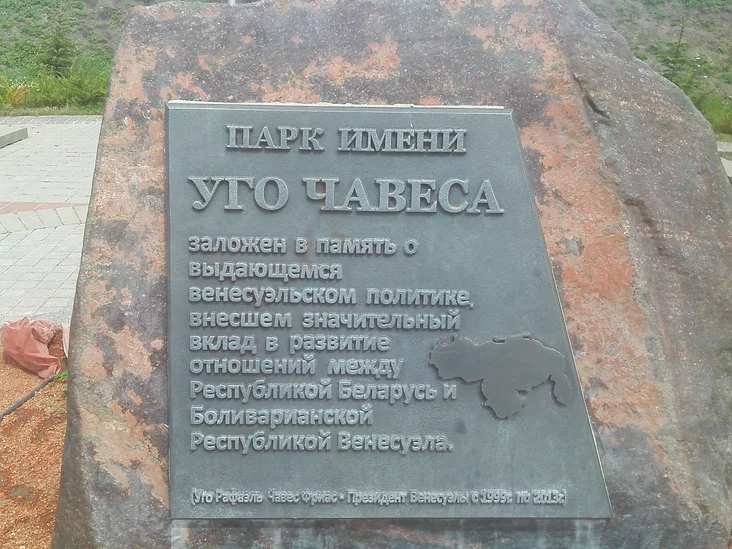 ПАРК ИМЕНИ
УГО ЧАВЕСА
заложен в память о
выдающемся
венесуэльском политике,
внесшем значительный
вклад в развитие
отношений между
Республикой Беларусь и
Боливарианской
Республикой Венесуэла.
(Уго Рафаэль Чавес Фриас - Президент Венесуэлы с 1999г. по 2013г.)